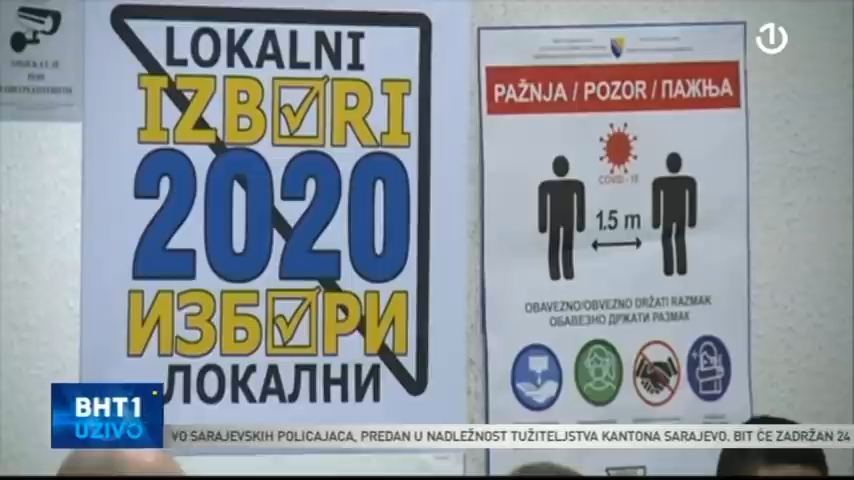 LOKALNI
IZBORI
2020
ИЗБОРИ
ЛОКАЛНИ
PAŽNJA / POZOR / ПАЖЊА
COVID - 19
1.5 m
OBAVEZNO/OBVEZNO DRŽATI RAZMAK
ОБАВЕЗНО ДРЖАТИ РАЗМАК
1
BHT1
UŽIVO
VO SARAJEVSKIH POLICAJACA, PREDAN U NADLEŽNOST TUŽITELJSTVA KANTONA SARAJEVO. BIT ĆE ZADRŽAN 24